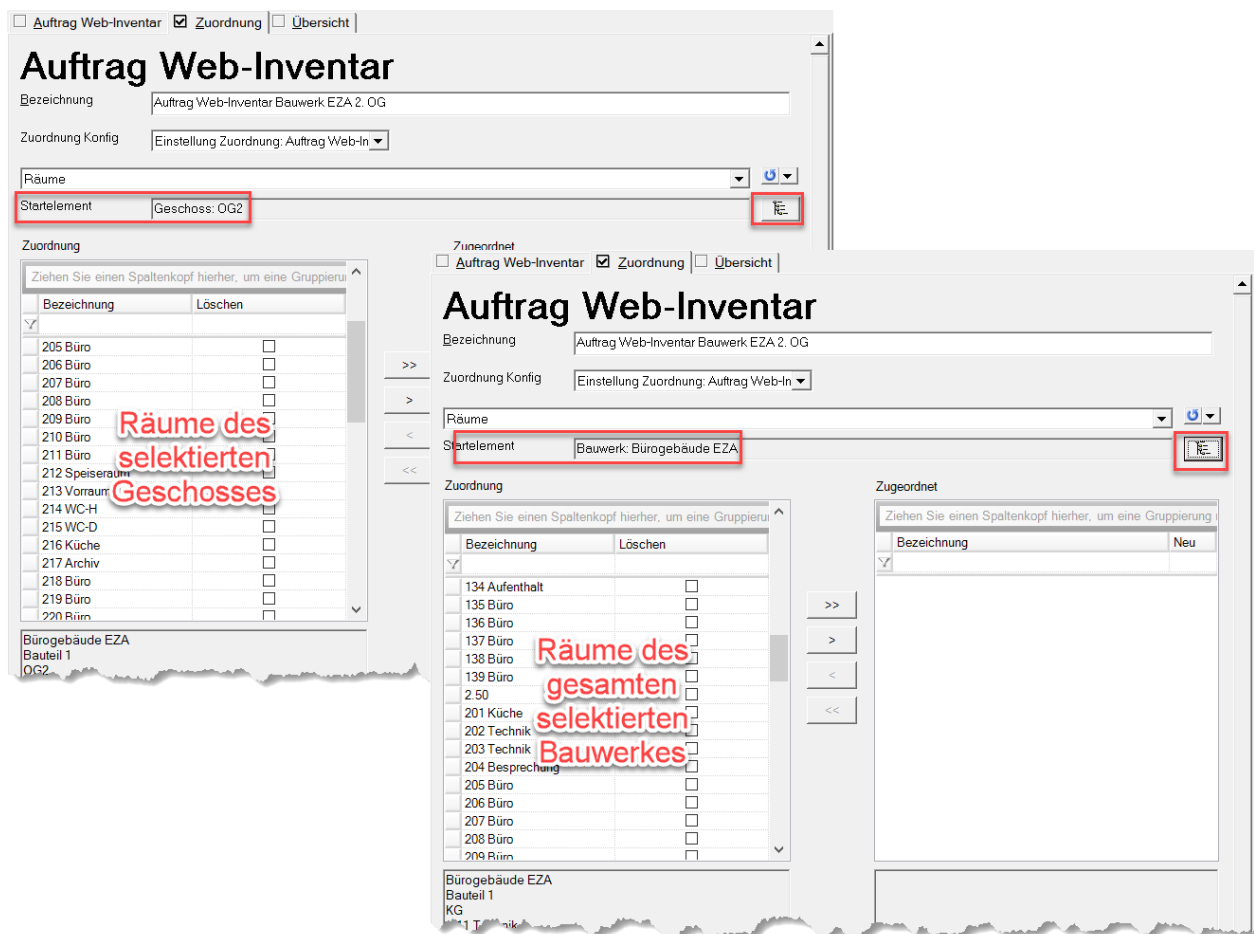 Auftrag Web-Inventar Zuordnung Übersicht
Auftrag Web-Inventar
Bezeichnung Auftrag Web-Inventar Bauwerk EZA 2. OG
Zuordnung Konfig Einstellung Zuordnung: Auftrag Web-In
Räume
Startelement Geschoss: OG2
Zuordnung Zugeordnet
Ziehen Sie einen Spaltenkopf hierher, um eine Gruppieru
Bezeichnung Löschen
205 Büro
206 Büro
207 Büro
208 Büro
209 Büro
210 Büro
211 Büro
212 Speiseraum
213 Vorraum
214 WC-H
215 WC-D
216 Küche
217 Archiv
218 Büro
219 Büro
220 Büro
Räume des
selektierten
Geschosses
>>
>
<
<<
Bürogebäude EZA
Bauteil 1
OG2
Auftrag Web-Inventar Zuordnung Übersicht
Auftrag Web-Inventar
Bezeichnung Auftrag Web-Inventar Bauwerk EZA 2. OG
Zuordnung Konfig Einstellung Zuordnung: Auftrag Web-In
Räume
Startelement Bauwerk: Bürogebäude EZA
Zuordnung Zugeordnet
Ziehen Sie einen Spaltenkopf hierher, um eine Gruppieru
Bezeichnung Löschen
134 Aufenthalt
135 Büro
136 Büro
137 Büro
138 Büro
139 Büro
2.50
201 Küche
202 Technik
203 Technik
204 Besprechung
205 Büro
206 Büro
207 Büro
208 Büro
209 Büro
Räume des
gesamten
selektierten
Bauwerkes
>>
>
<
<<
Ziehen Sie einen Spaltenkopf hierher, um eine Gruppierung
Bezeichnung Neu
Bürogebäude EZA
Bauteil 1
KG